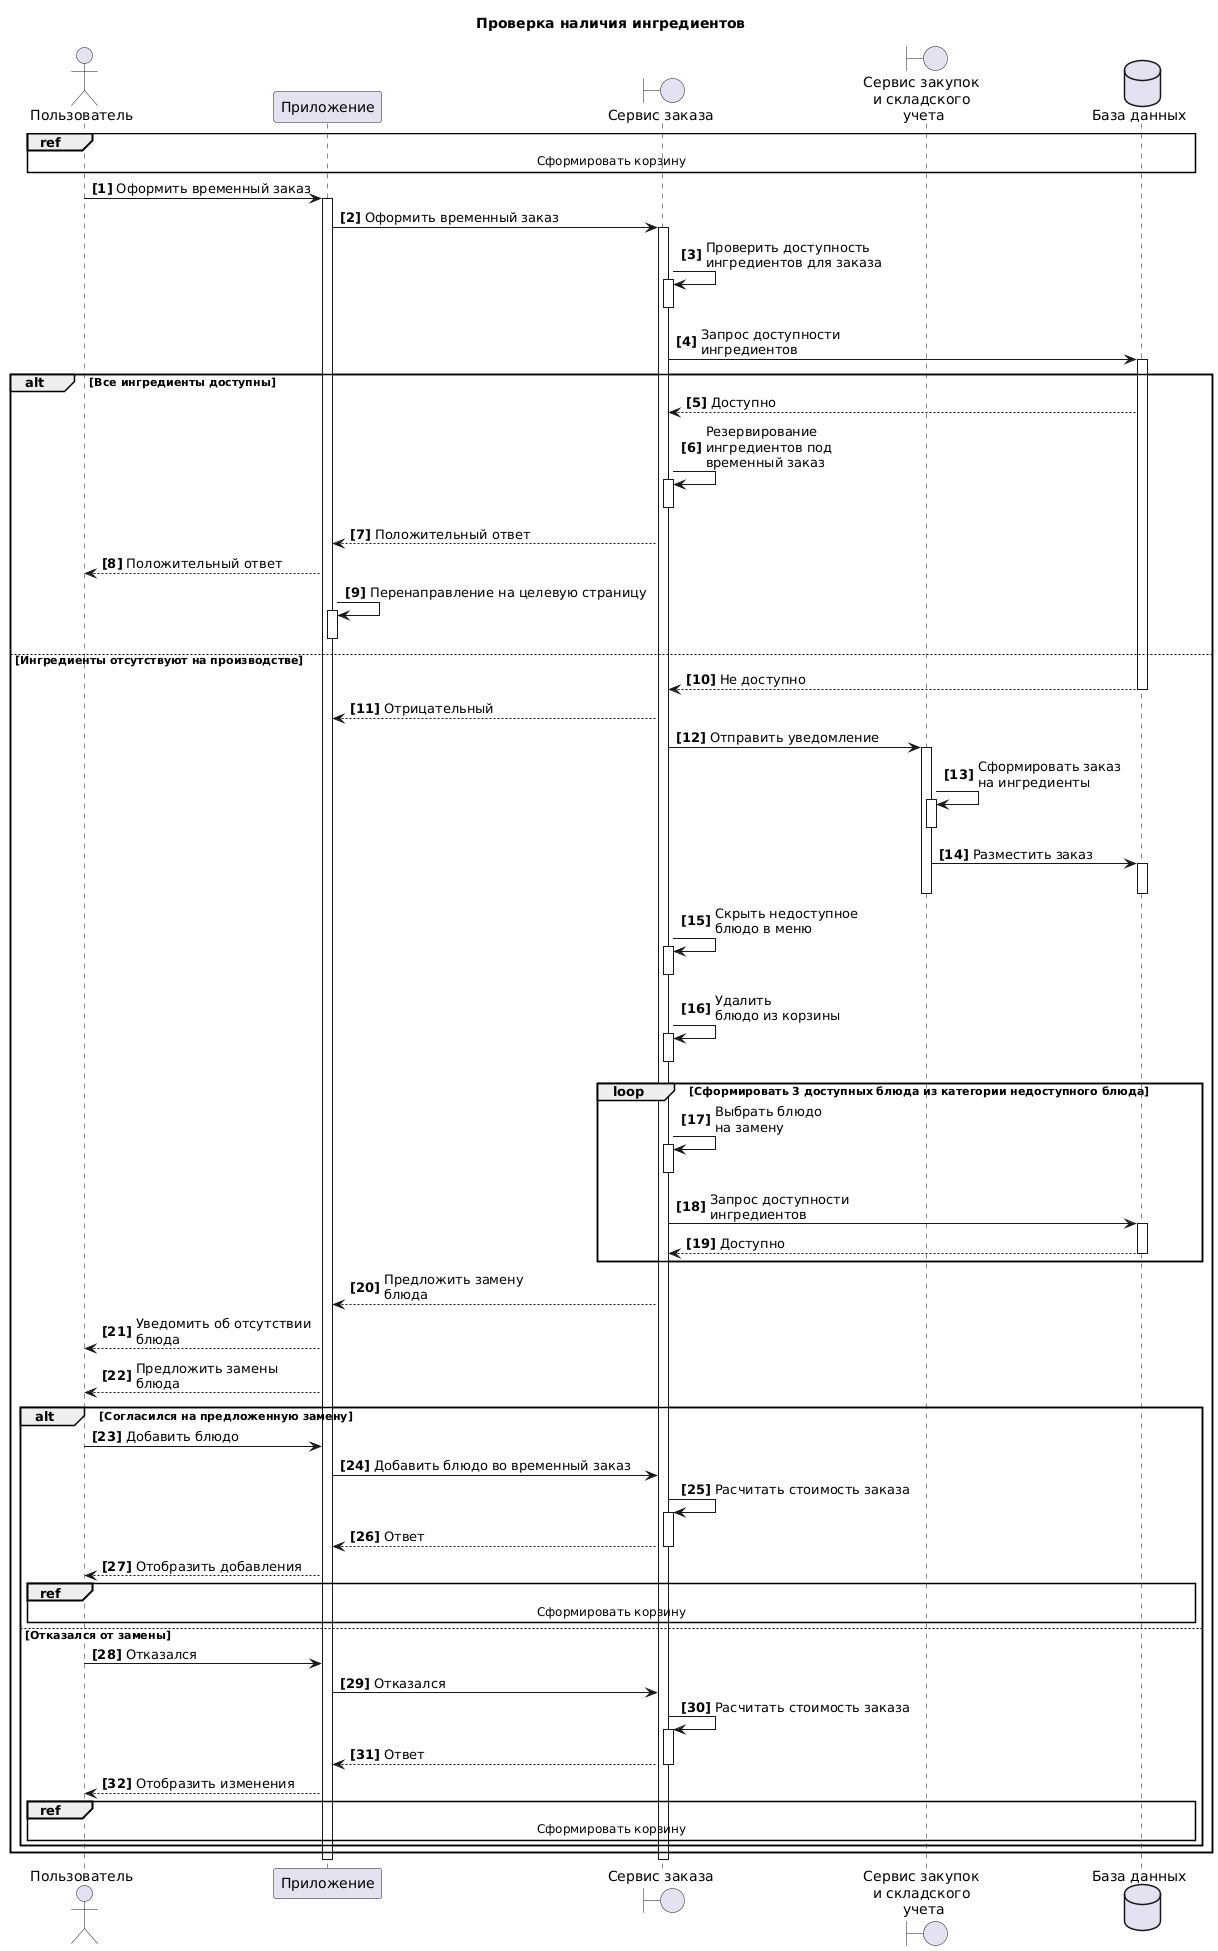 Проверка наличия ингредиентов
Пользователь
Приложение
Сервис заказа
Сервис закупок
и складского
учета
База данных
ref
Сформировать корзину
[1] Оформить временный заказ
[2] Оформить временный заказ
[3] Проверить доступность
ингредиентов для заказа
[4] Запрос доступности
ингредиентов
alt [Все ингредиенты доступны]
[5] Доступно
[6] Резервирование
ингредиентов под
временный заказ
[7] Положительный ответ
[8] Положительный ответ
[9] Перенаправление на целевую страницу
[Ингредиенты отсутствуют на производстве]
[10] Не доступно
[11] Отрицательный
[12] Отправить уведомление
[13] Сформировать заказ
на ингредиенты
[14] Разместить заказ
[15] Скрыть недоступное
блюдо в меню
[16] Удалить
блюдо из корзины
loop [Сформировать 3 доступных блюда из категории недоступного блюда]
[17] Выбрать блюдо
на замену
[18] Запрос доступности
ингредиентов
[19] Доступно
[20] Предложить замену
блюда
[21] Уведомить об отсутствии
блюда
[22] Предложить замены
блюда
alt [Согласился на предложенную замену]
[23] Добавить блюдо
[24] Добавить блюдо во временный заказ
[25] Расчитать стоимость заказа
[26] Ответ
[27] Отобразить добавления
ref
Сформировать корзину
[Отказался от замены]
[28] Отказался
[29] Отказался
[30] Расчитать стоимость заказа
[31] Ответ
[32] Отобразить изменения
ref
Сформировать корзину
Пользователь
Приложение
Сервис заказа
Сервис закупок
и складского
учета
База данных